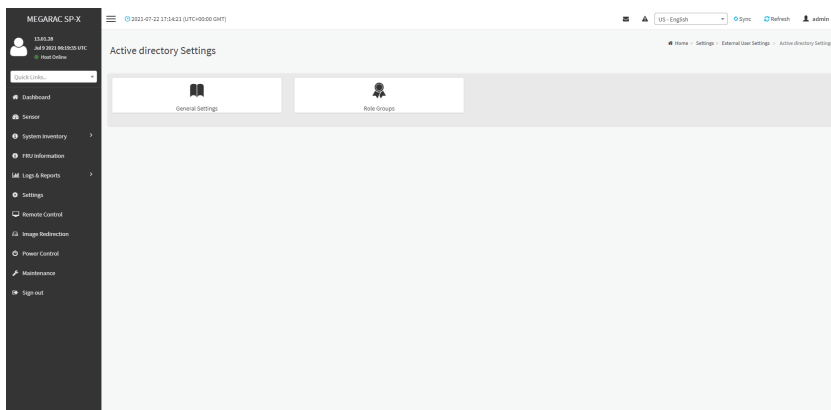 MEGARAC SP-X
2021-07-22 17:14:21 (UTC+00:00 GMT)
US - English
Sync
Refresh
admin
13.01.26
Jul 9 2021 06:19:55 UTC
Host Online
Quick Links...
Dashboard
Sensor
System Inventory
FRU Information
Logs & Reports
Settings
Remote Control
Image Redirection
Power Control
Maintenance
Sign out
Active directory Settings
Home > Settings > External User Settings > Active directory Settings
General Settings
Role Groups